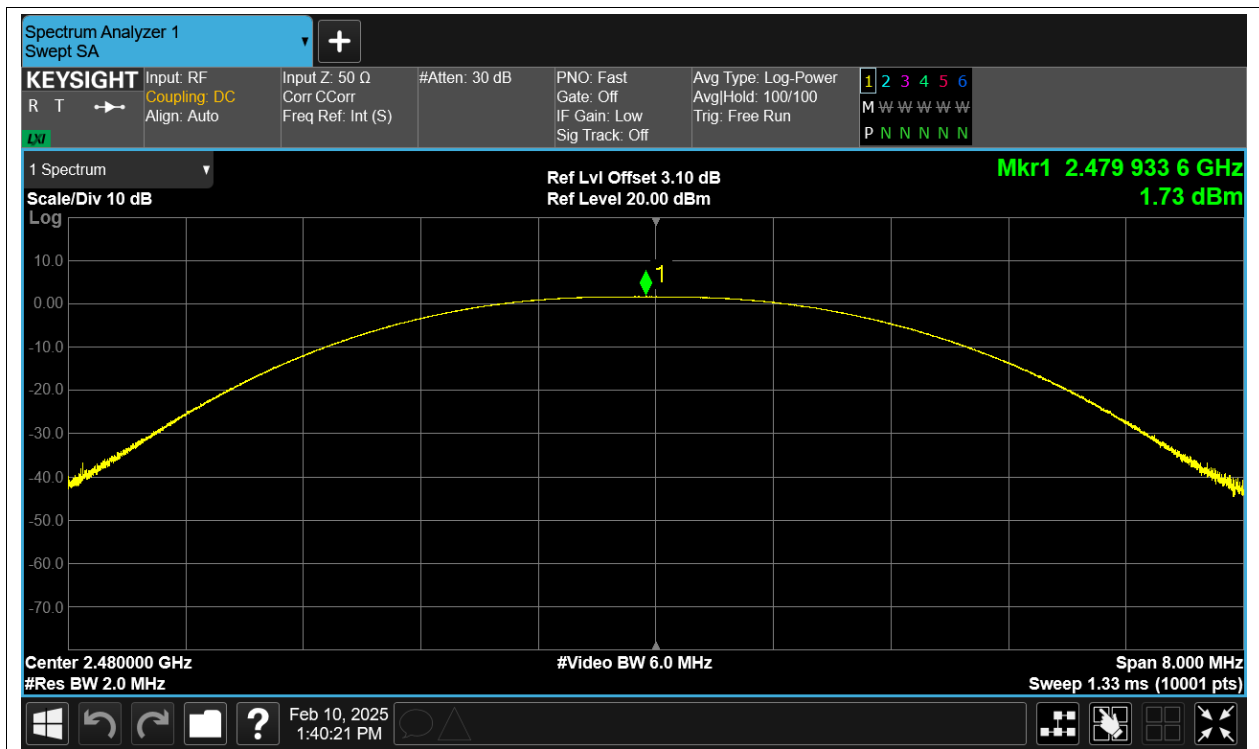 Spectrum Analyzer 1
Swept SA
▼
+
KEYSIGHT
R T
LXI
Input: RF
Coupling: DC
Align: Auto
Input Z: 50 Ω
Corr CCorr
Freq Ref: Int (S)
#Atten: 30 dB
PNO: Fast
Gate: Off
IF Gain: Low
Sig Track: Off
Avg Type: Log-Power
Avg|Hold: 100/100
Trig: Free Run
1 2 3 4 5 6
M W W W W W
P N N N N N
1 Spectrum
▼
Scale/Div 10 dB
Log
Ref Lvl Offset 3.10 dB
Ref Level 20.00 dBm
Mkr1 2.479 933 6 GHz
1.73 dBm
1
10.0
0.00
-10.0
-20.0
-30.0
-40.0
-50.0
-60.0
-70.0
Center 2.480000 GHz
#Res BW 2.0 MHz
#Video BW 6.0 MHz
Span 8.000 MHz
Sweep 1.33 ms (10001 pts)
?
Feb 10, 2025
1:40:21 PM